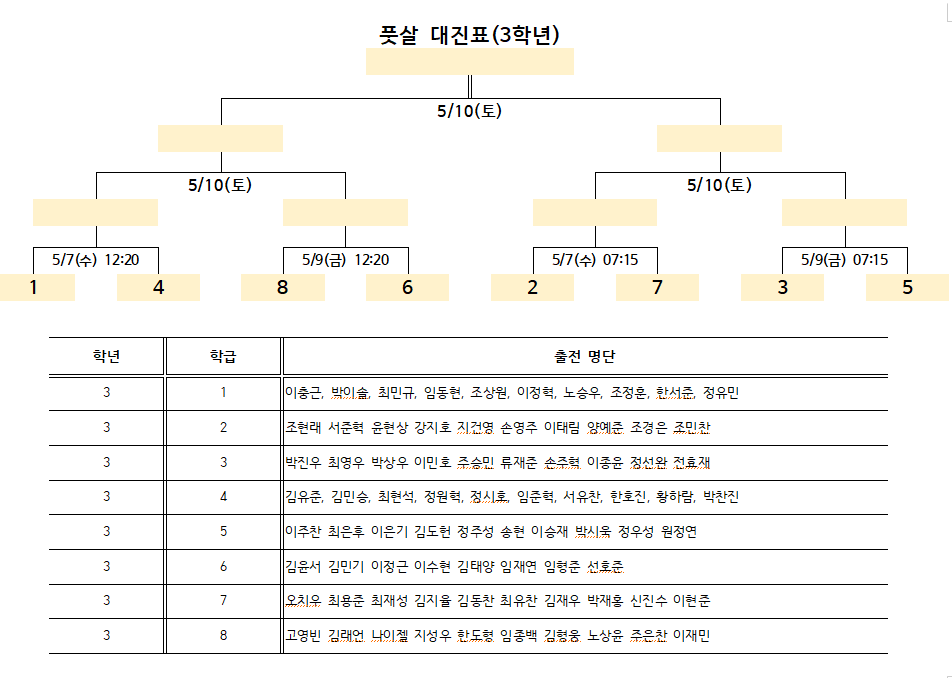 풋살 대진표(3학년)
5/10(토)
5/10(토) 5/10(토)
5/7(수) 12:20 5/9(금) 12:20 5/7(수) 07:15 5/9(금) 07:15
1 4 8 6 2 7 3 5
학년 학급 출전 명단
3 1 이충근, 박이솔, 최민규, 임동현, 조상원, 이정혁, 노승우, 조정훈, 한서준, 정유민
3 2 조현래 서준혁 윤현상 강지호 지건영 손영주 이태림 양예준 조경은 조민찬
3 3 박진우 최영우 박상우 이민호 주승민 류재준 손주혁 이종윤 정선완 전효재
3 4 김유준, 김민승, 최현석, 정원혁, 정시호, 임준혁, 서유찬, 한호진, 황하람, 박찬진
3 5 이주찬 최은후 이은기 김도헌 정주성 송현 이승재 박시욱 정우성 원정연
3 6 김윤서 김민기 이정근 이수현 김태양 임재연 임형준 선호준
3 7 오치우 최용준 최재성 김지율 김동찬 최유찬 김재우 박재홍 신진수 이현준
3 8 고영빈 김래언 나이젤 지성우 한도형 임종백 김형웅 노상윤 주은찬 이재민